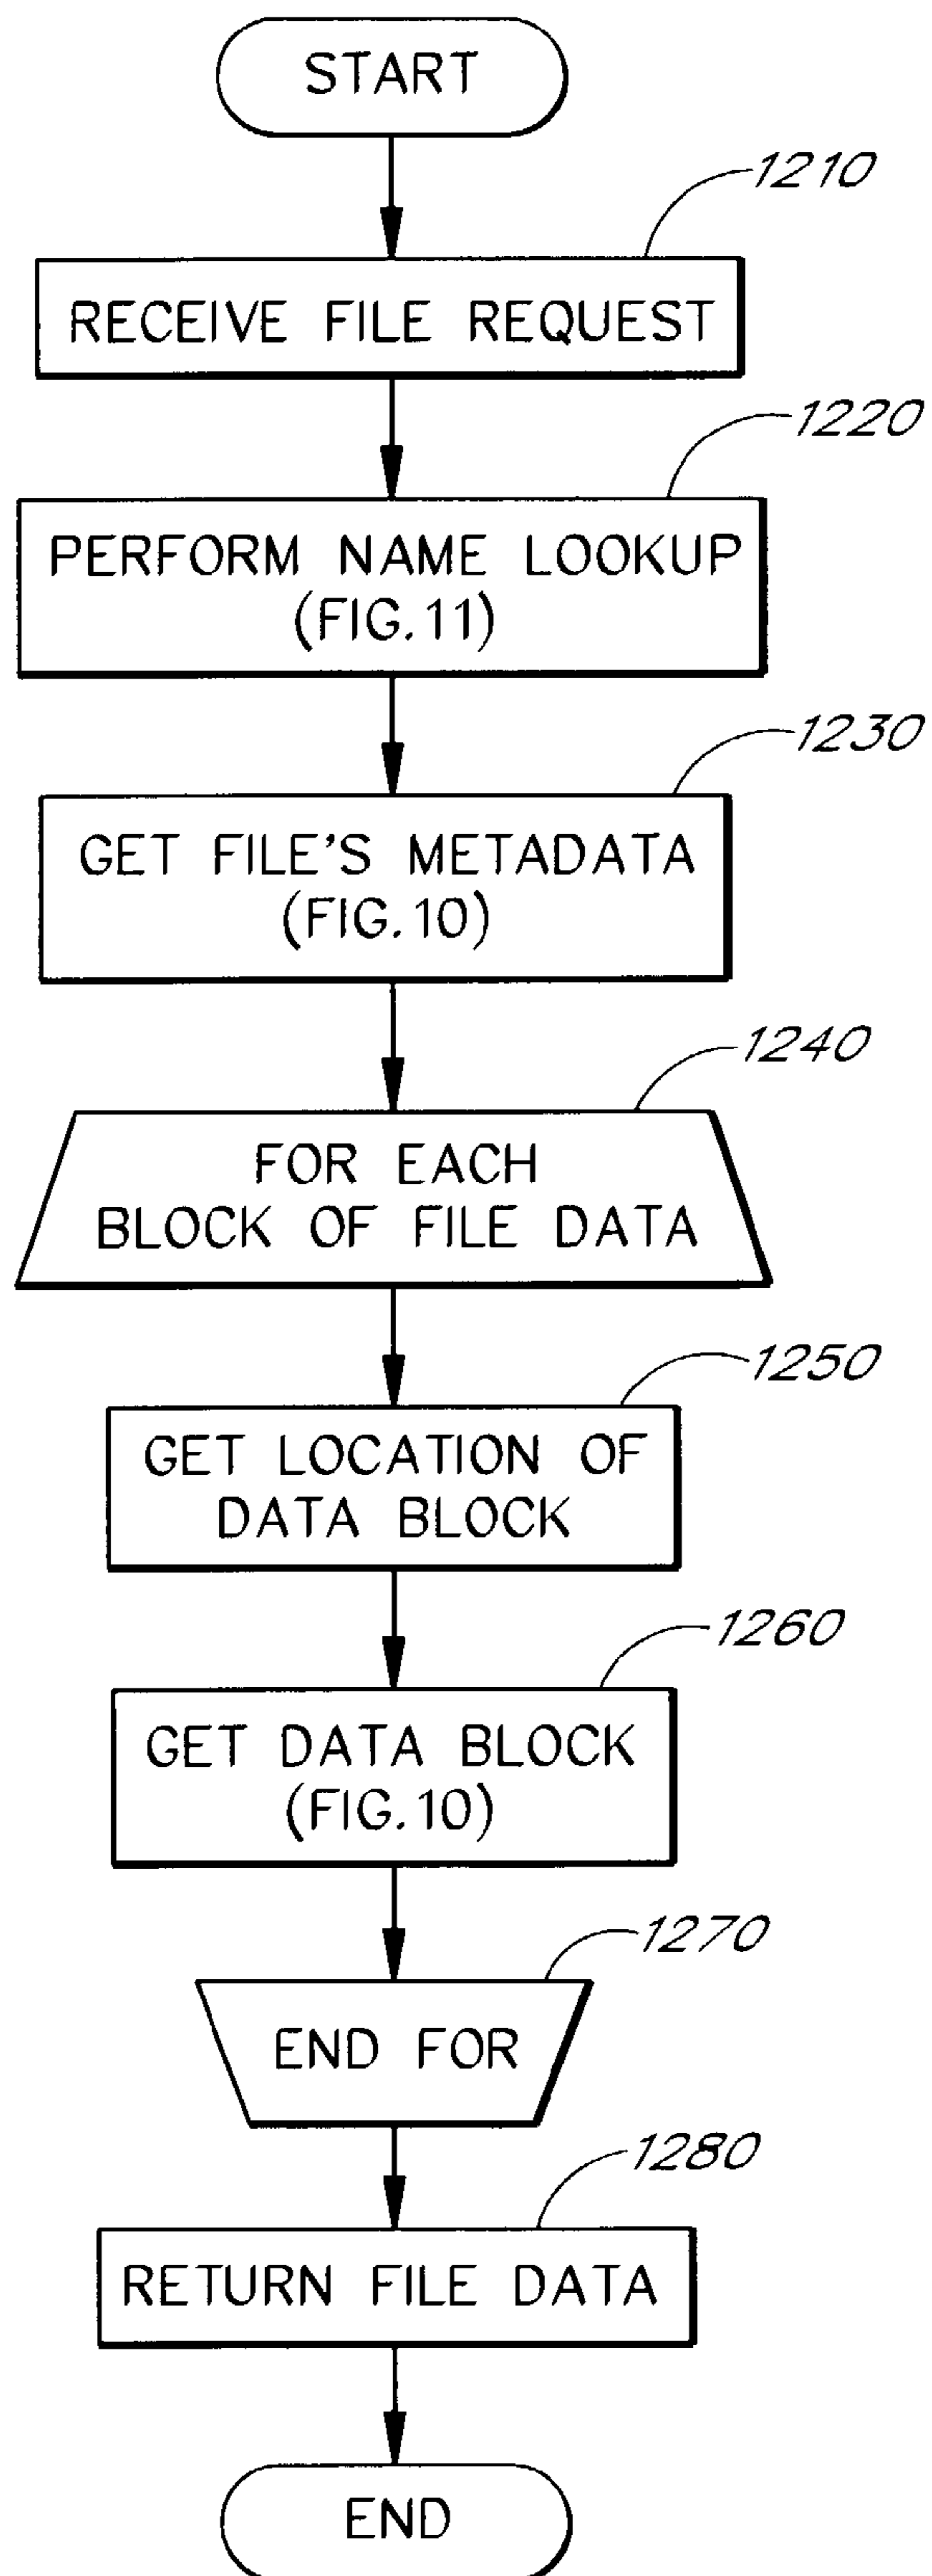 START
1210
RECEIVE FILE REQUEST
1220
PERFORM NAME LOOKUP
(FIG.11)
1230
GET FILE'S METADATA
(FIG.10)
1240
FOR EACH
BLOCK OF FILE DATA
1250
GET LOCATION OF
DATA BLOCK
1260
GET DATA BLOCK
(FIG.10)
1270
END FOR
1280
RETURN FILE DATA
END